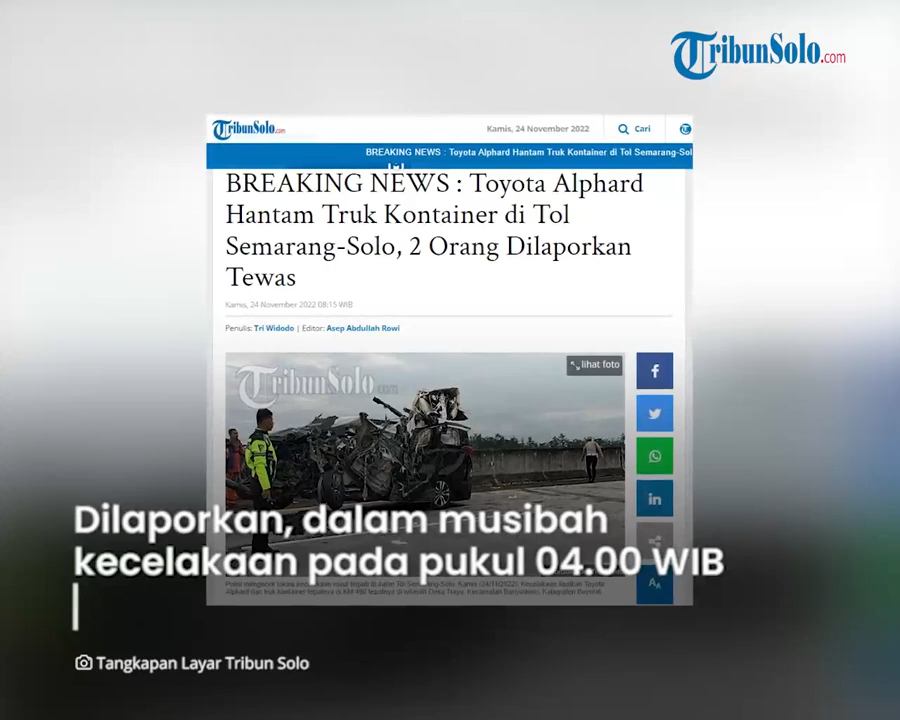 TribunSolo.com
TribunSolo.com
Kamis, 24 November 2022
Cari
BREAKING NEWS : Toyota Alphard Hantam Truk Kontainer di Tol Semarang-Sol
BREAKING NEWS : Toyota Alphard
Hantam Truk Kontainer di Tol
Semarang-Solo, 2 Orang Dilaporkan
Tewas
Kamis, 24 November 2022 08:15 WIB
Penulis: Tri Widodo | Editor: Asep Abdullah Rowi
TribunSolo.com
lihat foto
Dilaporkan, dalam musibah
kecelakaan pada pukul 04.00 WIB
AA
Tangkapan Layar Tribun Solo